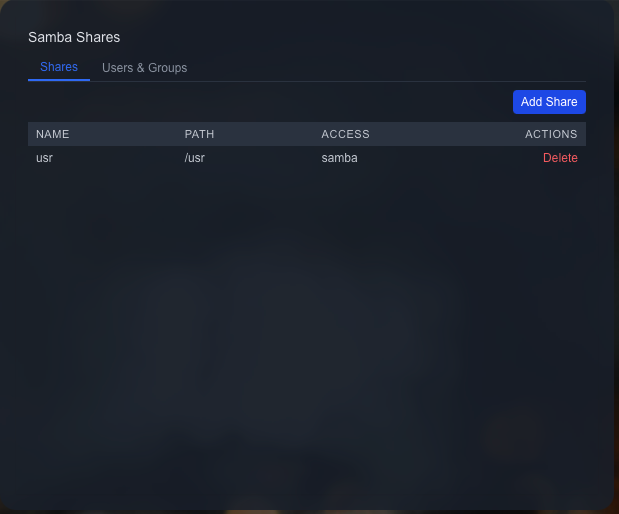 Samba Shares
Shares Users & Groups
Add Share
NAME PATH ACCESS ACTIONS
usr /usr samba Delete